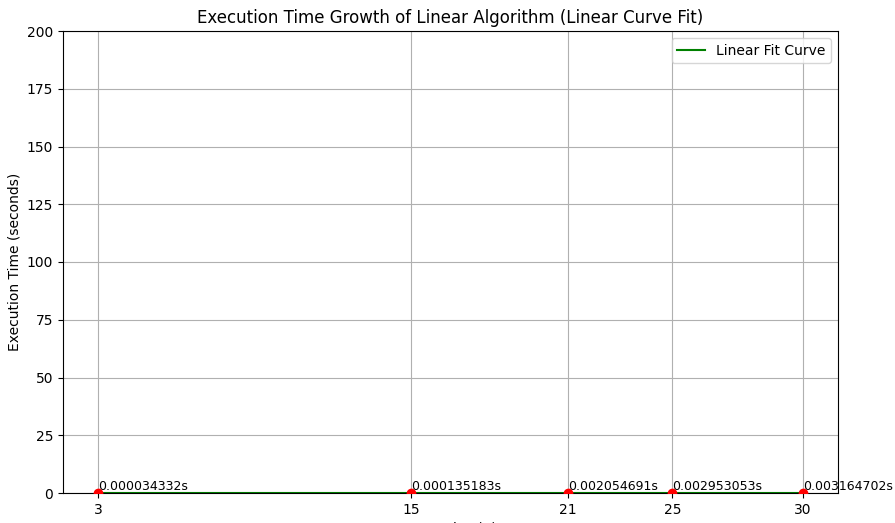 Execution Time Growth of Linear Algorithm (Linear Curve Fit)
Linear Fit Curve
Execution Time (seconds)
200
175
150
125
100
75
50
25
0
0.000034332s
0.000135183s
0.002054691s
0.002953053s
0.003164702s
3
15
21
25
30